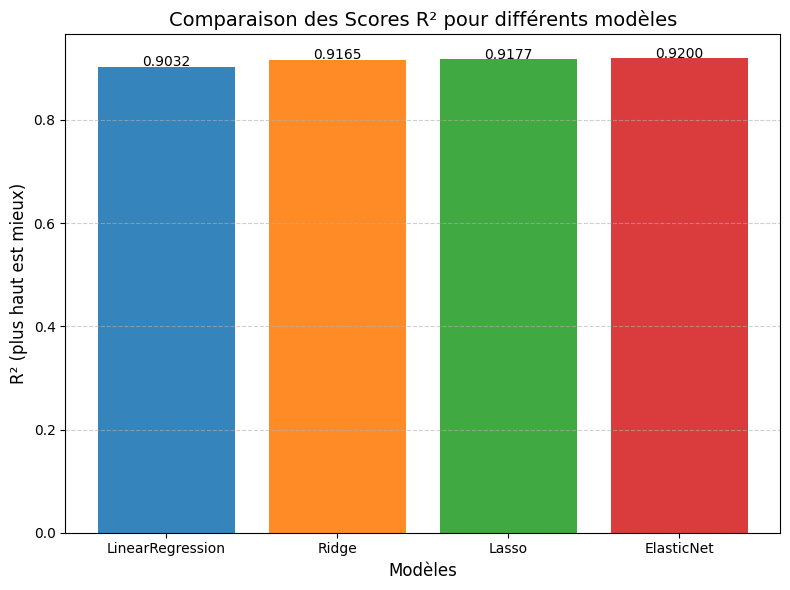 Comparaison des Scores R² pour différents modèles
0.9032
0.9165
0.9177
0.9200
R² (plus haut est mieux)
0.8
0.6
0.4
0.2
0.0
LinearRegression
Ridge
Lasso
ElasticNet
Modèles